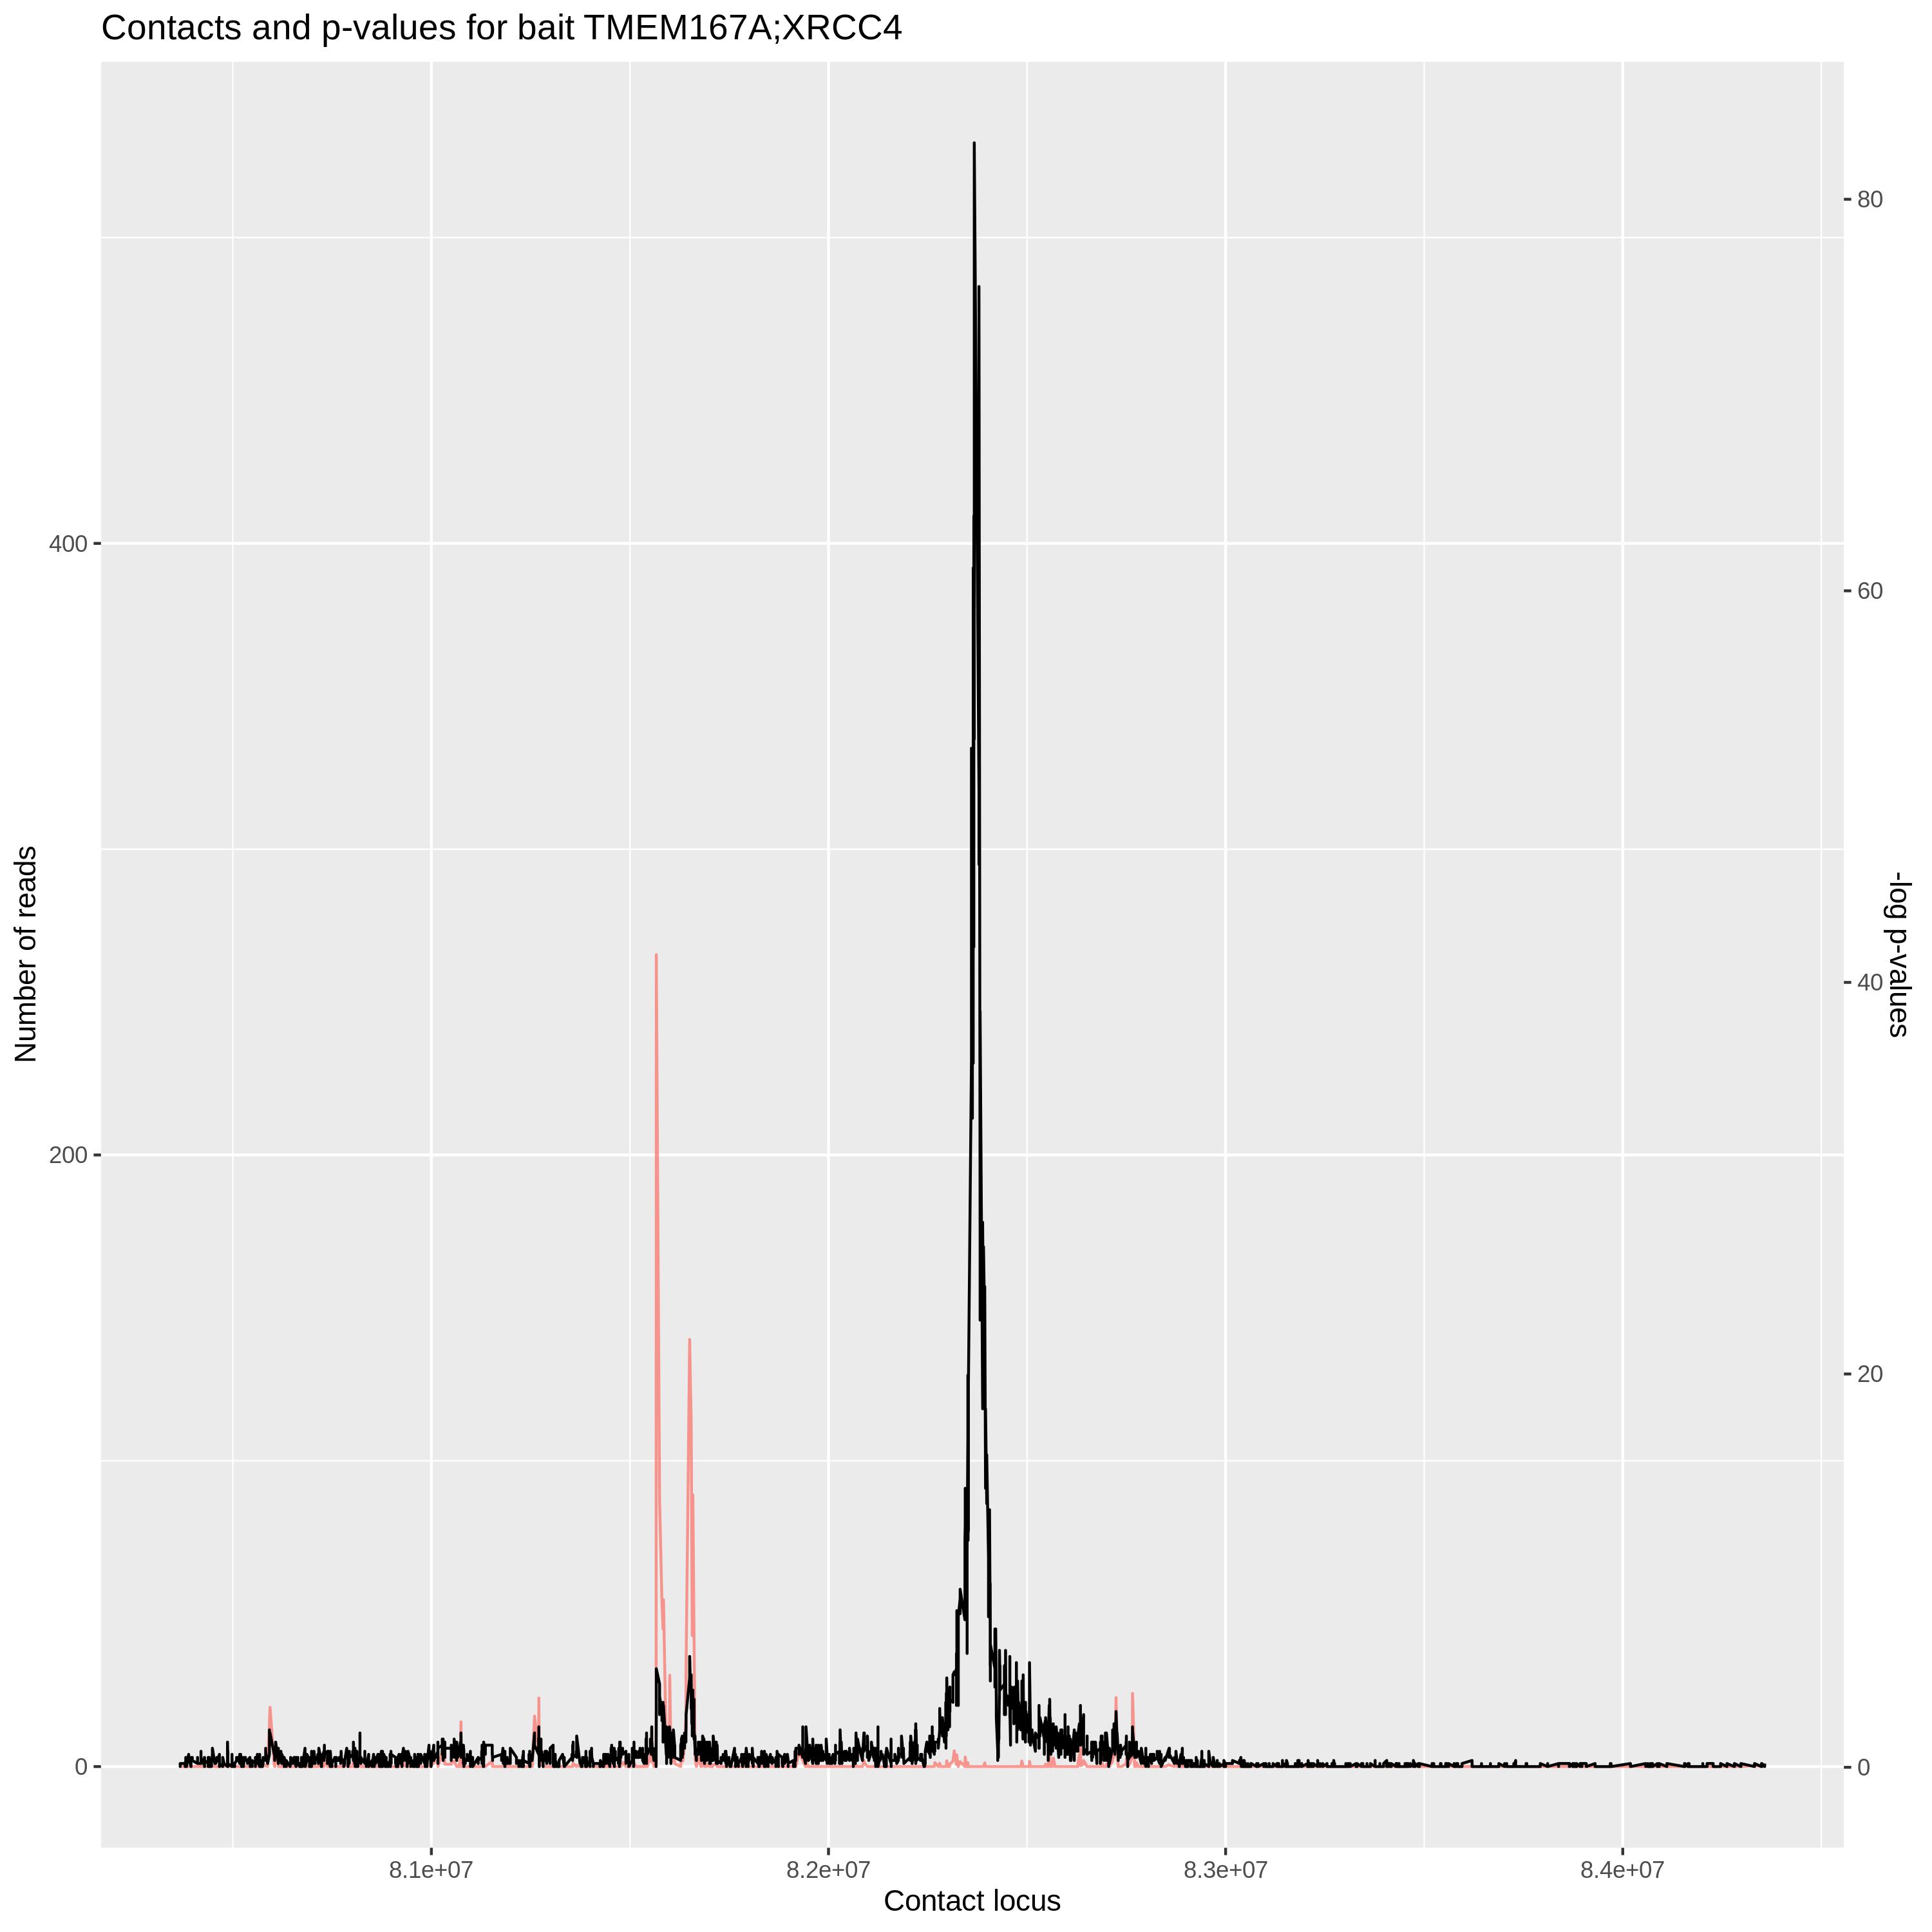 Contacts and p-values for bait TMEM167A;XRCC4
Number of reads
400
200
0
80
60
40
20
0
-log p-values
8.1e+07
8.2e+07
8.3e+07
8.4e+07
Contact locus